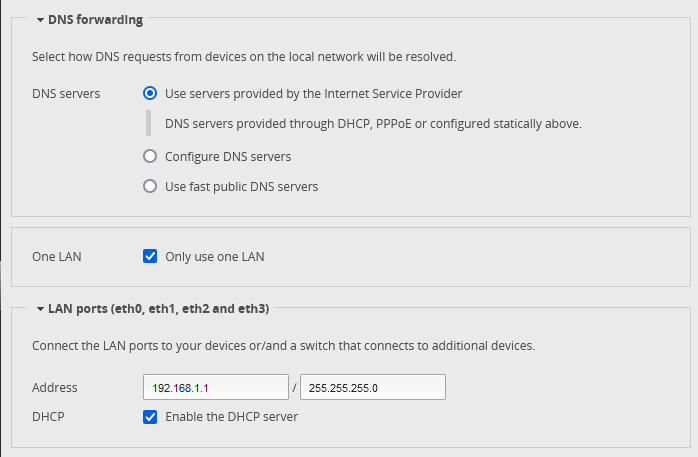 DNS forwarding
Select how DNS requests from devices on the local network will be resolved.
DNS servers
Use servers provided by the Internet Service Provider
DNS servers provided through DHCP, PPPoE or configured statically above.
Configure DNS servers
Use fast public DNS servers
One LAN
Only use one LAN
LAN ports (eth0, eth1, eth2 and eth3)
Connect the LAN ports to your devices or/and a switch that connects to additional devices.
Address
192.168.1.1 / 255.255.255.0
DHCP
Enable the DHCP server